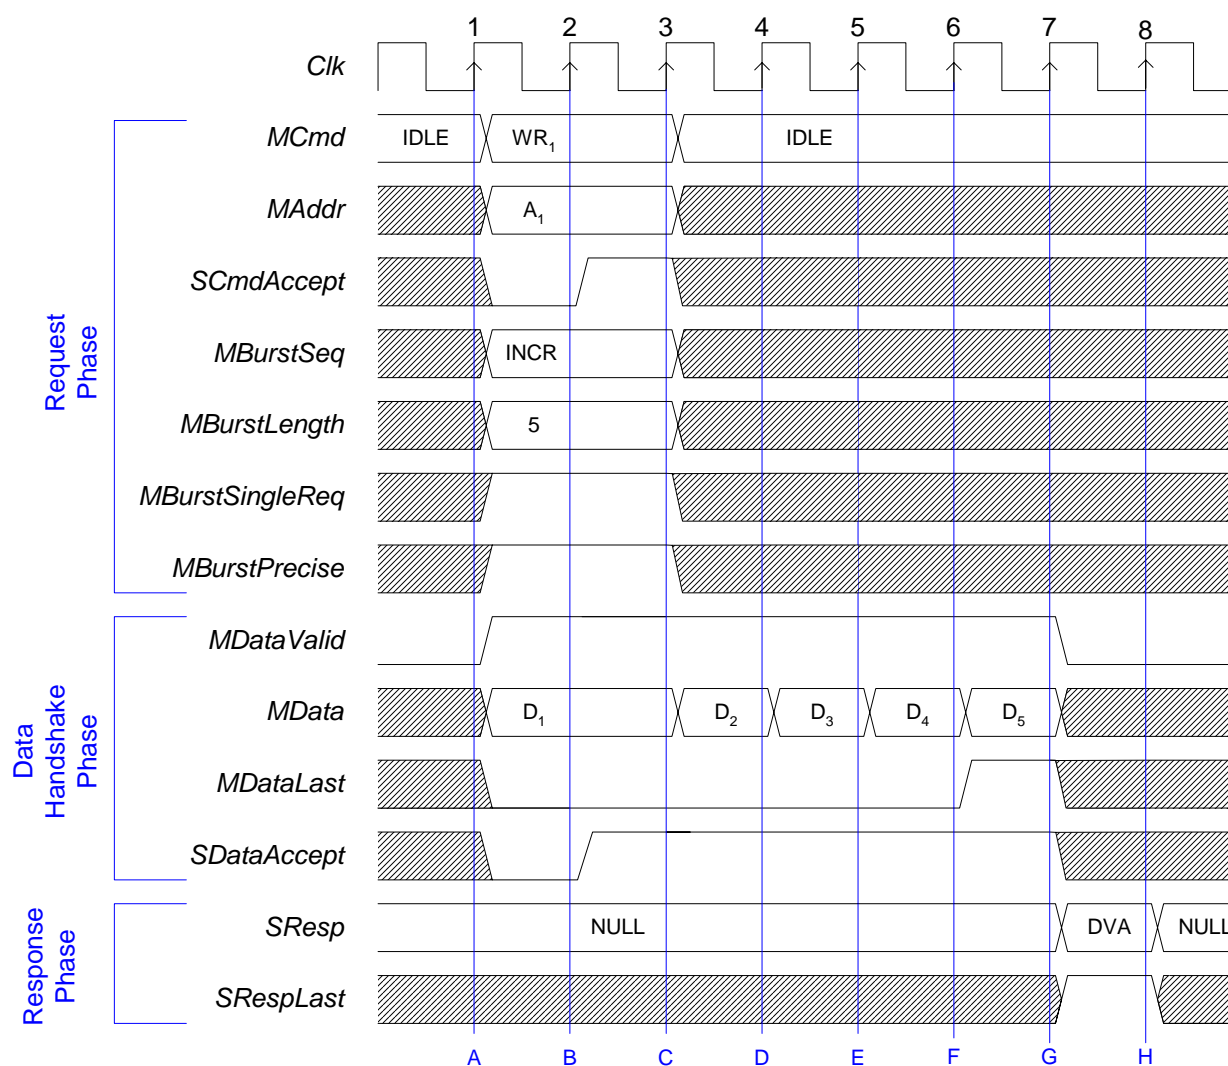 1 2 3 4 5 6 7 8
Clk
MCmd IDLE WR1 IDLE
MAddr A1
SCmdAccept
MBurstSeq INCR
MBurstLength 5
MBurstSingleReq
MBurstPrecise
Request
Phase
MDataValid
MData D1 D2 D3 D4 D5
MDataLast
SDataAccept
Data
Handshake
Phase
SResp NULL DVA NULL
SRespLast
Response
Phase
A B C D E F G H